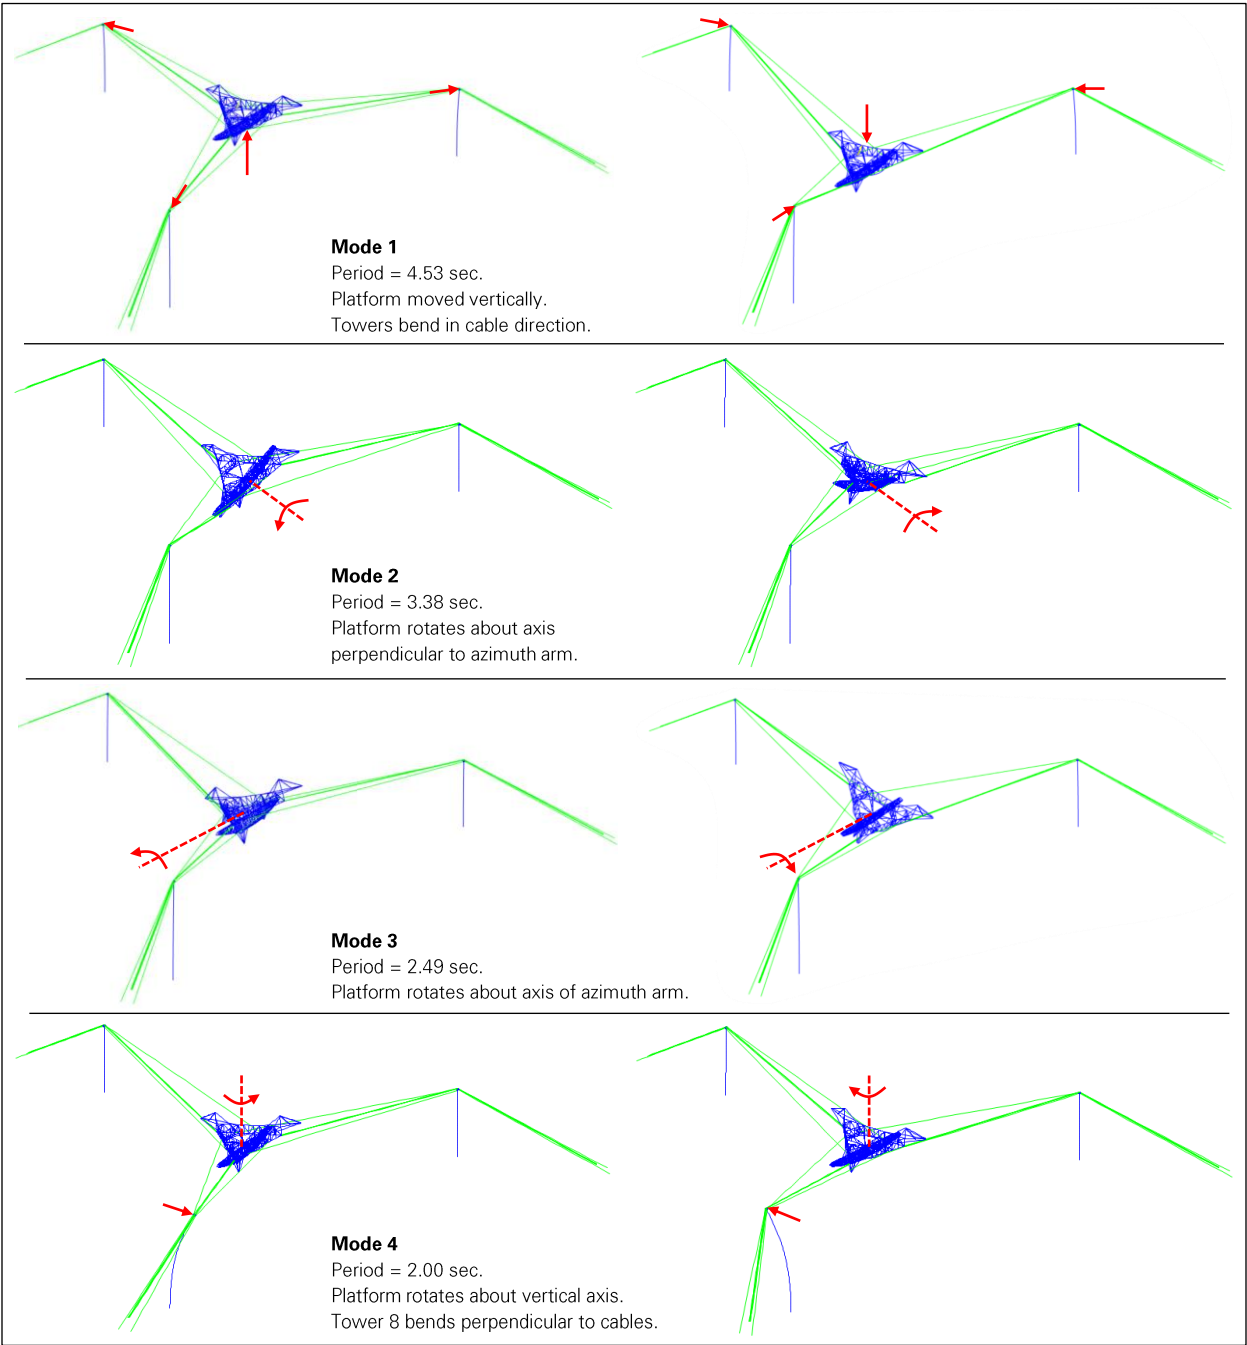 Mode 1
Period = 4.53 sec.
Platform moved vertically.
Towers bend in cable direction.
Mode 2
Period = 3.38 sec.
Platform rotates about axis
perpendicular to azimuth arm.
Mode 3
Period = 2.49 sec.
Platform rotates about axis of azimuth arm.
Mode 4
Period = 2.00 sec.
Platform rotates about vertical axis.
Tower 8 bends perpendicular to cables.